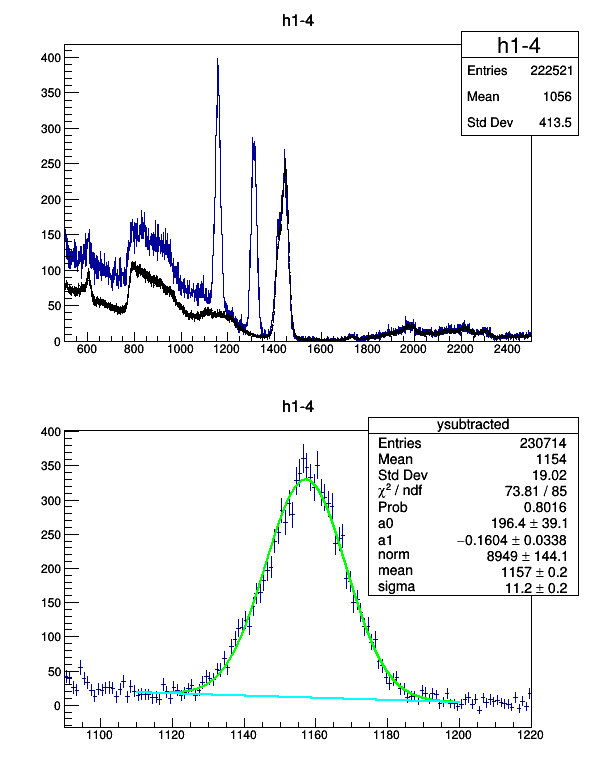 h1-4
h1-4
Entries 222521
Mean 1056
Std Dev 413.5
400
350
300
250
200
150
100
50
0
600 800 1000 1200 1400 1600 1800 2000 2200 2400
h1-4
ysubtracted
Entries 230714
Mean 1154
Std Dev 19.02
χ² / ndf 73.81 / 85
Prob 0.8016
a0 196.4 ± 39.1
a1 −0.1604 ± 0.0338
norm 8949 ± 144.1
mean 1157 ± 0.2
sigma 11.2 ± 0.2
400
350
300
250
200
150
100
50
0
1100 1120 1140 1160 1180 1200 1220